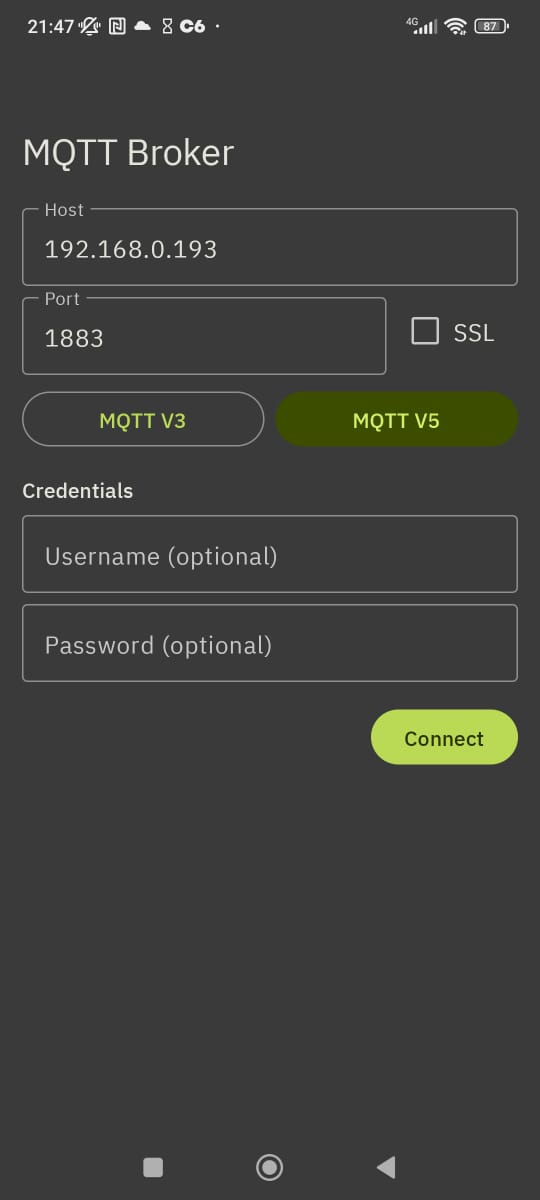 21:47 C6 4G 87
MQTT Broker
Host
192.168.0.193
Port
1883
SSL
MQTT V3 MQTT V5
Credentials
Username (optional)
Password (optional)
Connect